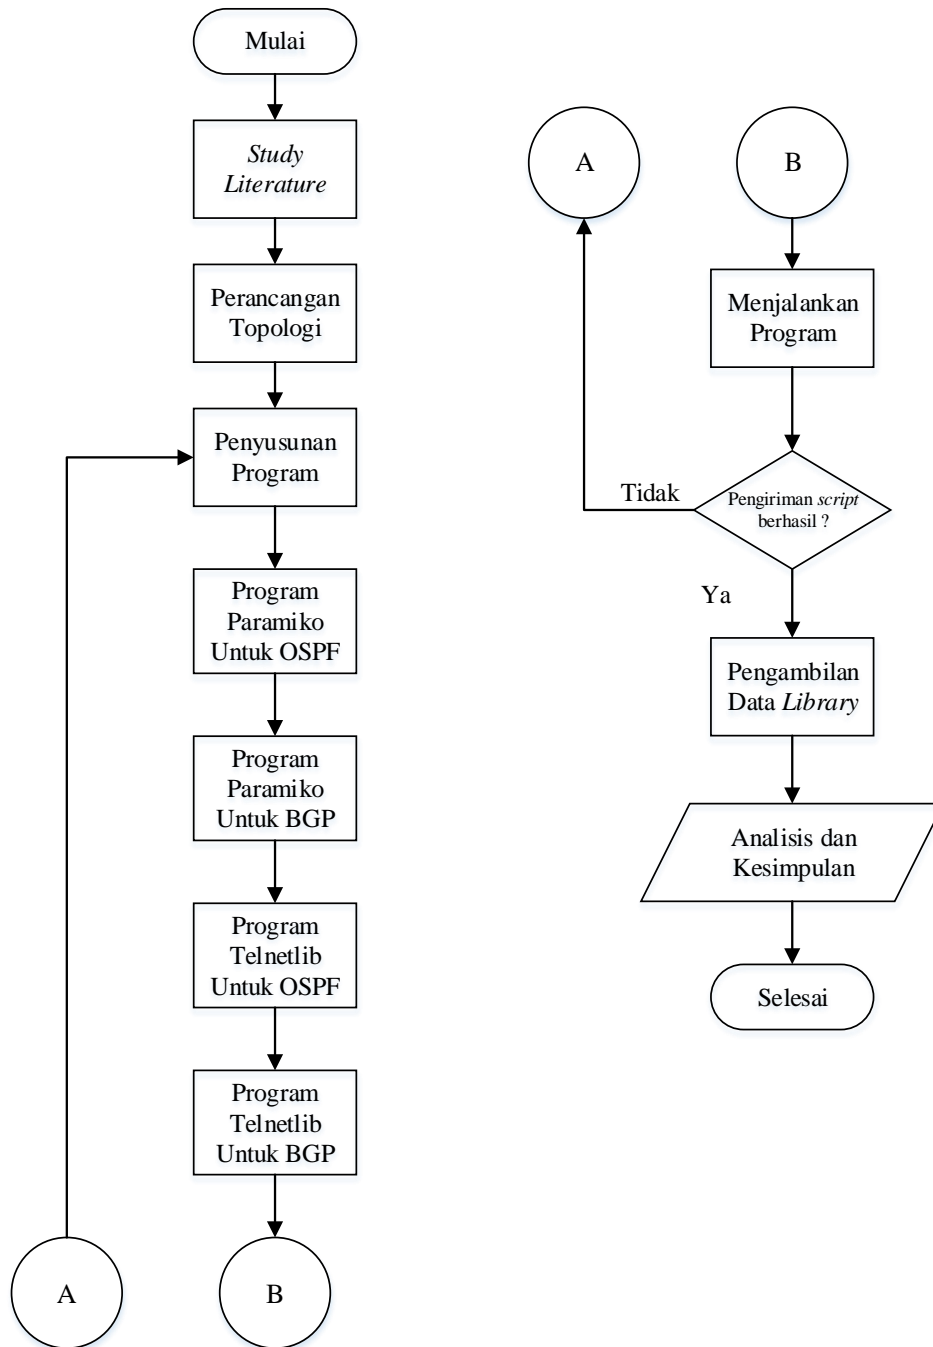 Mulai
Study
Literature
Perancangan
Topologi
Penyusunan
Program
Program
Paramiko
Untuk OSPF
Program
Paramiko
Untuk BGP
Program
Telnetlib
Untuk OSPF
Program
Telnetlib
Untuk BGP
A
B
A
B
Menjalankan
Program
Pengiriman script
berhasil ?
Tidak
Ya
Pengambilan
Data Library
Analisis dan
Kesimpulan
Selesai